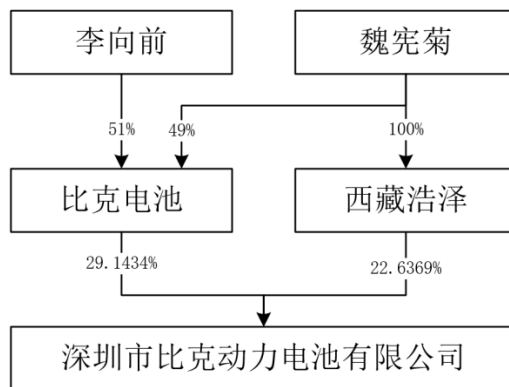 李向前
魏宪菊
51%
49%
100%
比克电池
西藏浩泽
29.1434%
22.6369%
深圳市比克动力电池有限公司